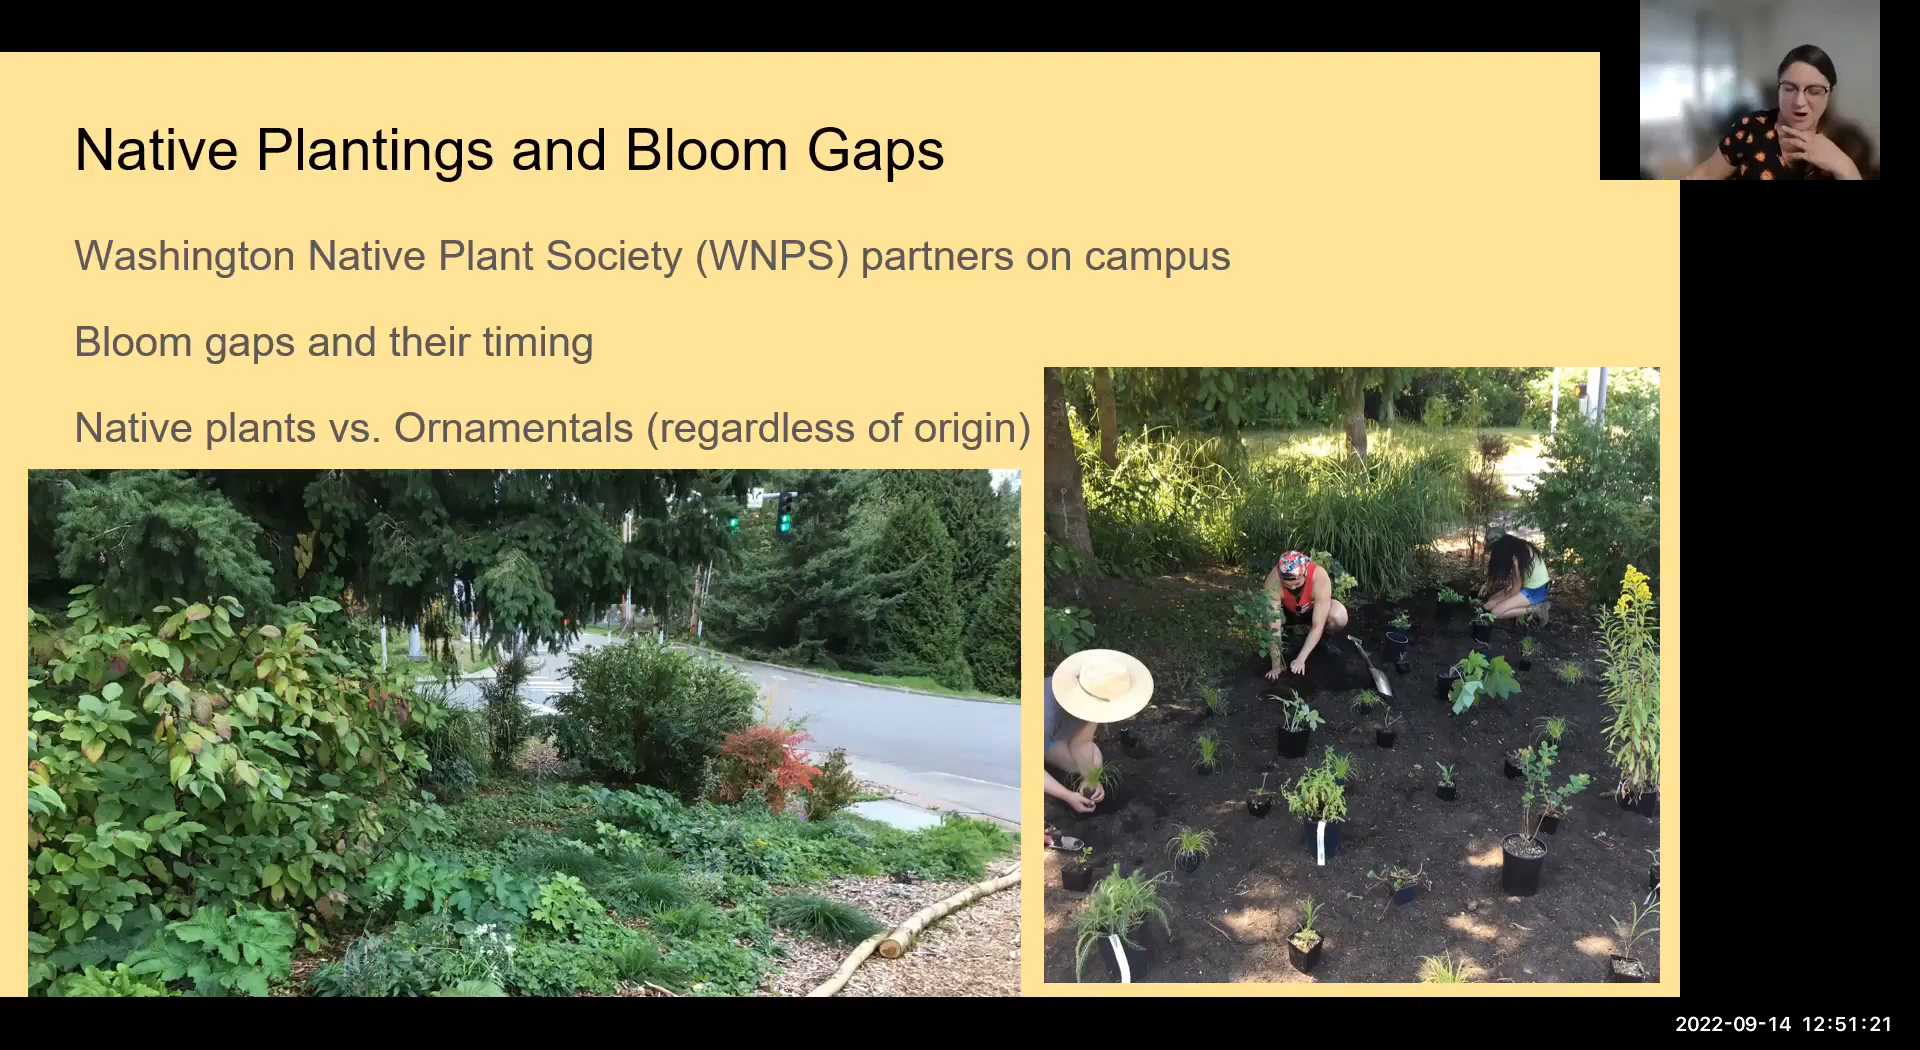 Native Plantings and Bloom Gaps
Washington Native Plant Society (WNPS) partners on campus
Bloom gaps and their timing
Native plants vs. Ornamentals (regardless of origin)
2022-09-14 12:51:21